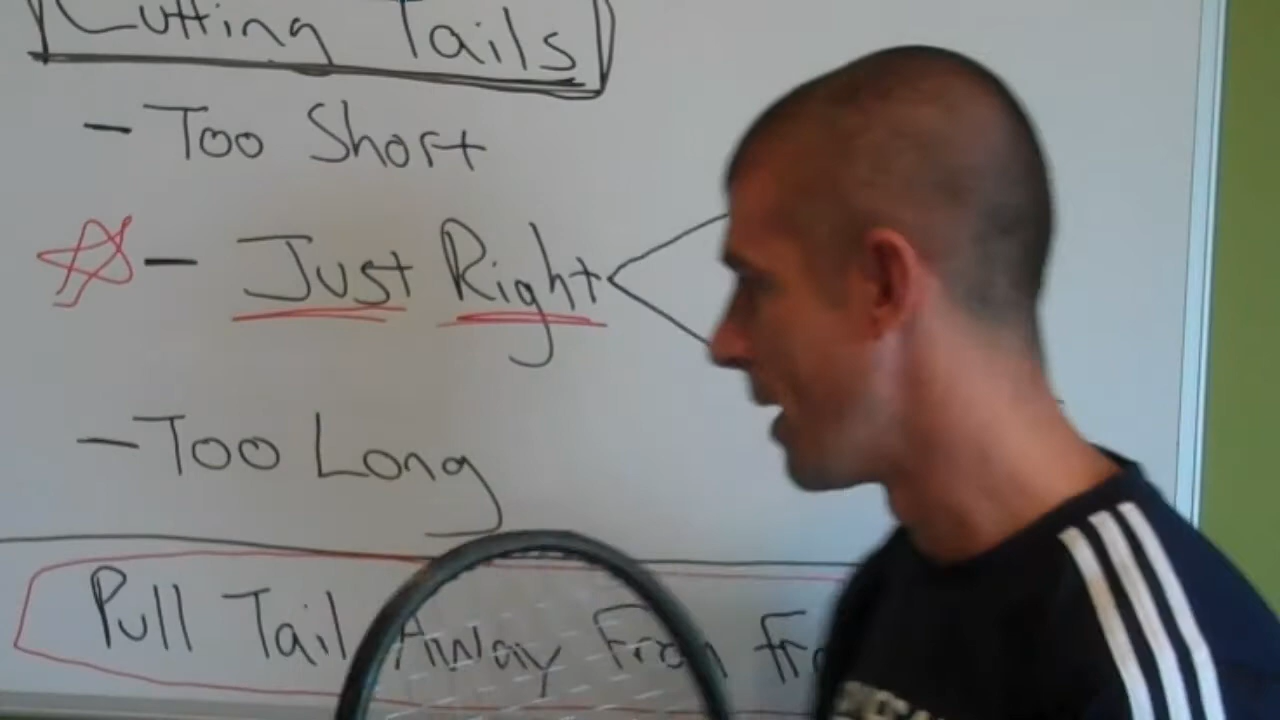 Cutting Tails
- Too Short
- Just Right
- Too Long
Pull Tail Away From